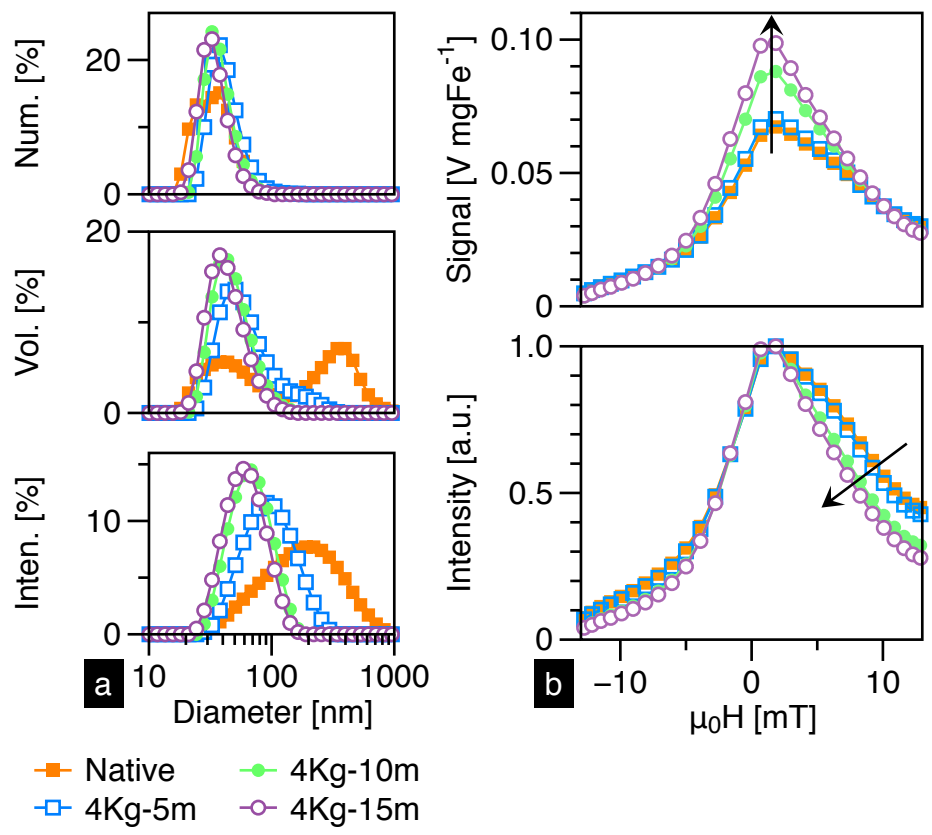 Num. [%]
20
0
Vol. [%]
20
0
Inten. [%]
10
0
10 100 1000
Diameter [nm]
a
Signal [V mgFe⁻¹]
0.10
0.05
0
Intensity [a.u.]
1.0
0.5
0
−10 0 10
μ₀H [mT]
b
Native
4Kg-5m
4Kg-10m
4Kg-15m